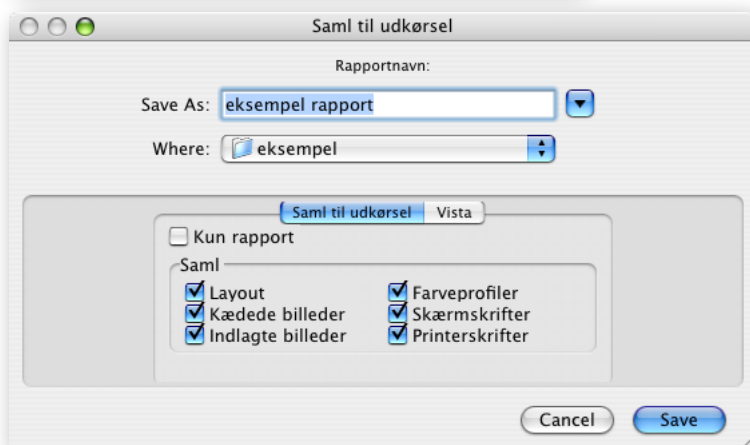 Saml til udkørsel
Rapportnavn:
Save As: eksempel rapport
Where: eksempel
Saml til udkørsel Vista
Kun rapport
Saml
Layout Farveprofiler
Kædede billeder Skærmskrifter
Indlagte billeder Printerskrifter
Cancel Save